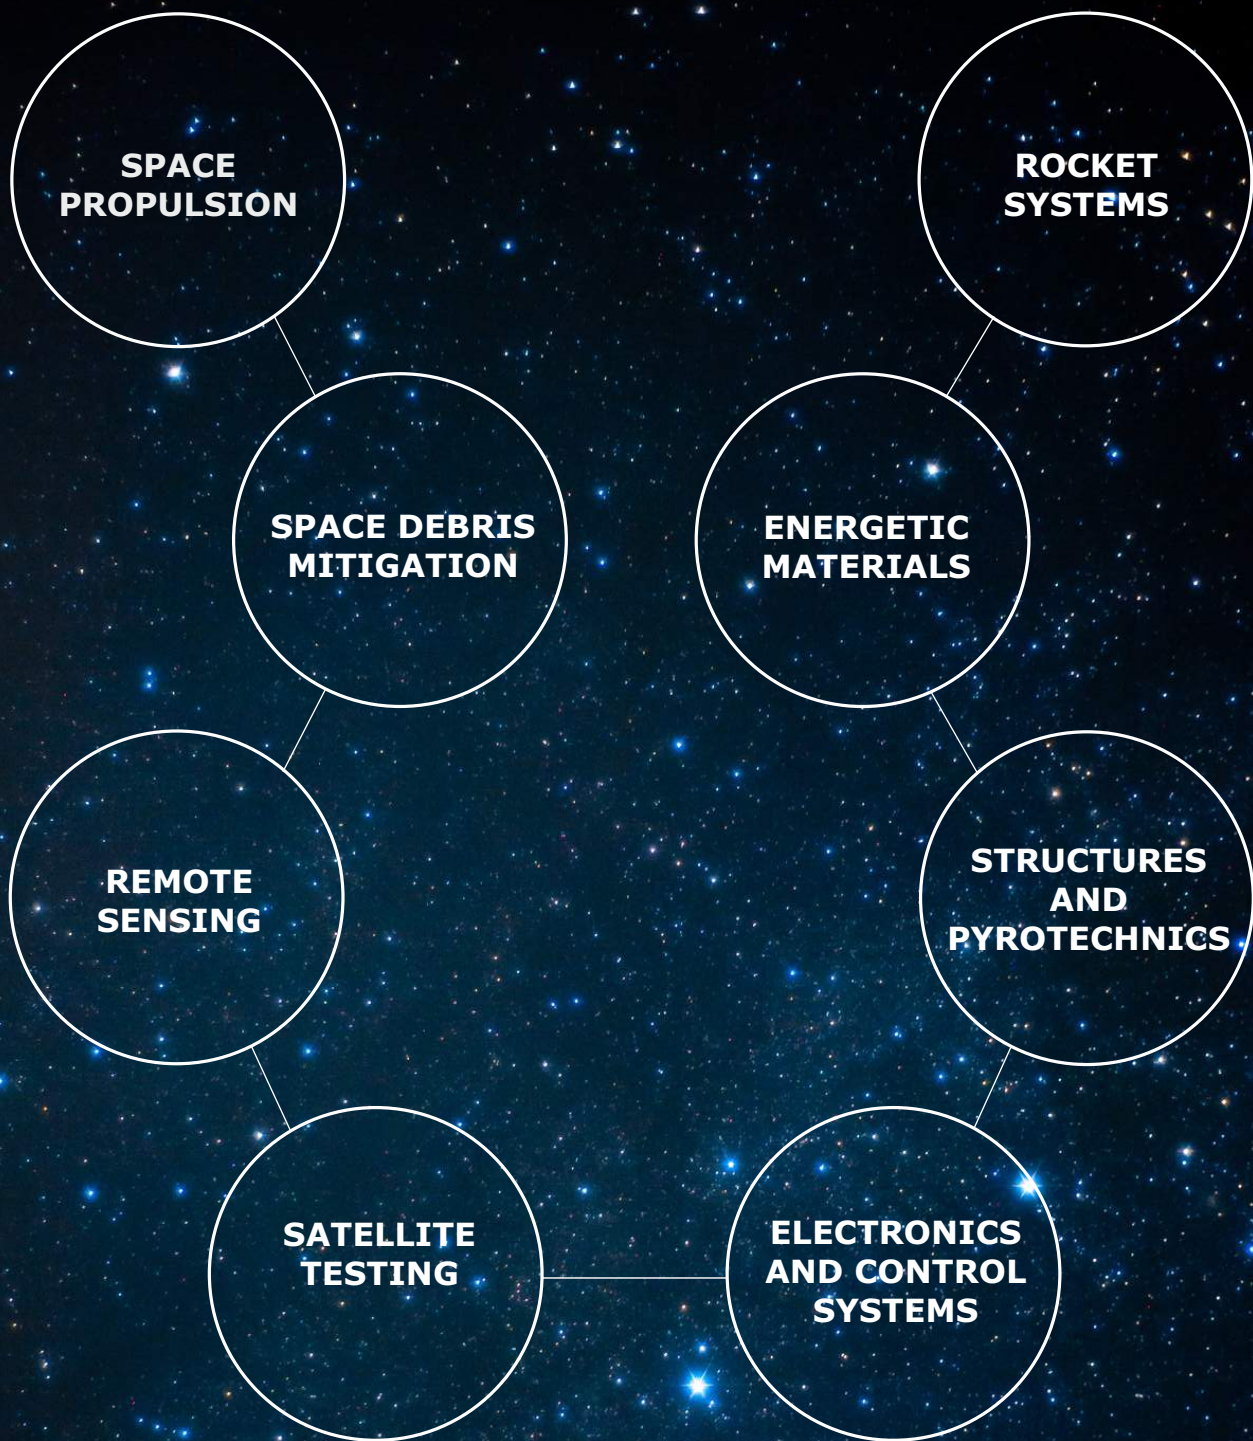 SPACE
PROPULSION
ROCKET
SYSTEMS
SPACE DEBRIS
MITIGATION
ENERGETIC
MATERIALS
REMOTE
SENSING
STRUCTURES
AND
PYROTECHNICS
SATELLITE
TESTING
ELECTRONICS
AND CONTROL
SYSTEMS